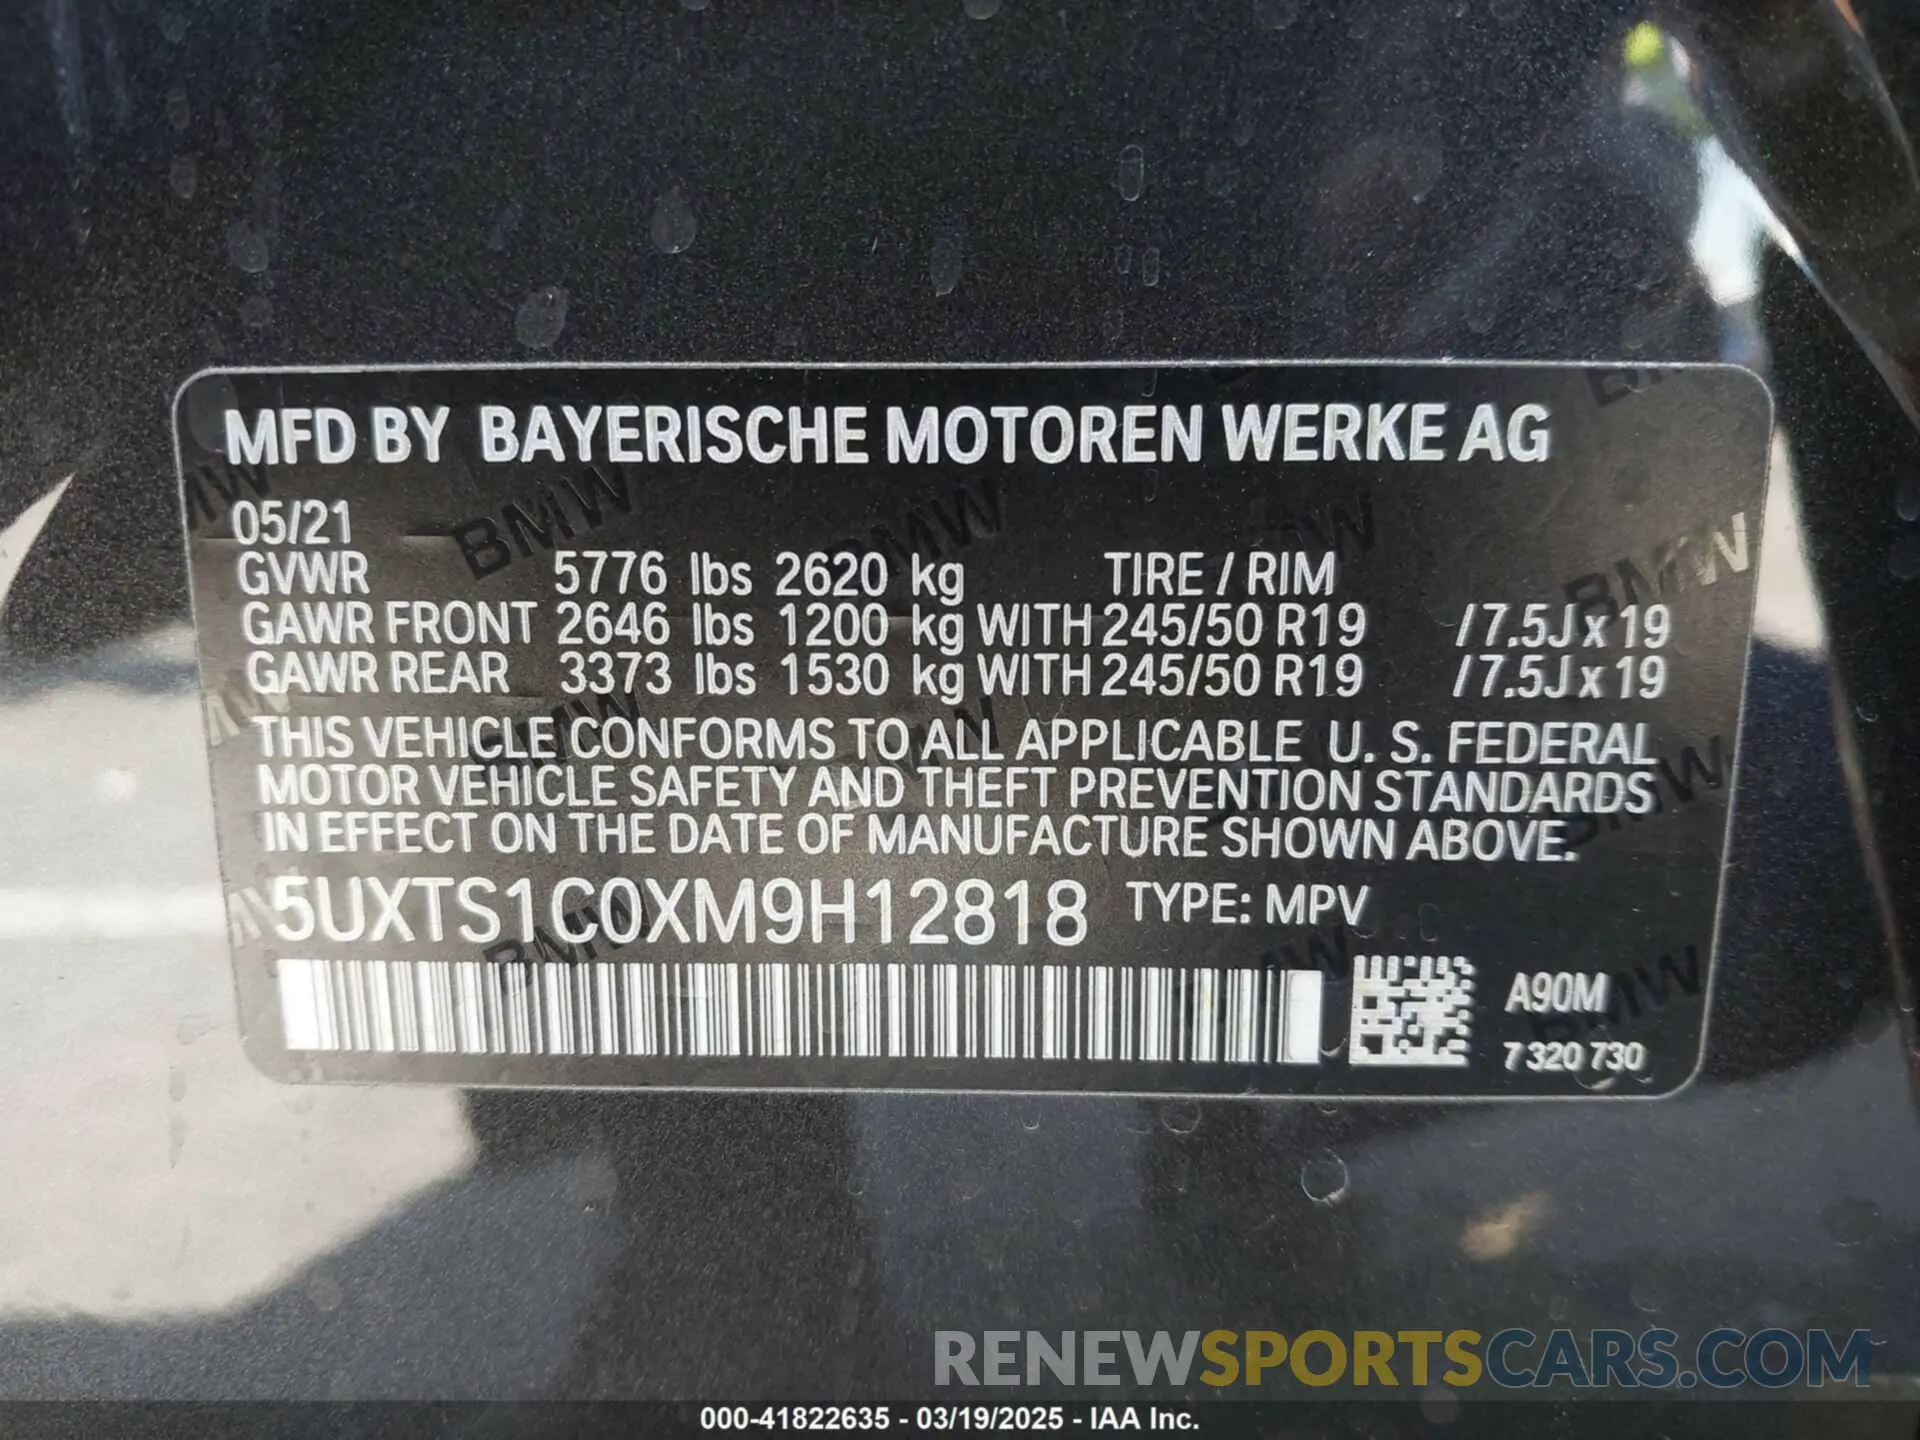 MFD BY BAYERISCHE MOTOREN WERKE AG
05/21
GVWR 5776 lbs 2620 kg TIRE / RIM
GAWR FRONT 2646 lbs 1200 kg WITH 245/50 R19 / 7.5J x 19
GAWR REAR 3373 lbs 1530 kg WITH 245/50 R19 / 7.5J x 19
THIS VEHICLE CONFORMS TO ALL APPLICABLE U. S. FEDERAL
MOTOR VEHICLE SAFETY AND THEFT PREVENTION STANDARDS
IN EFFECT ON THE DATE OF MANUFACTURE SHOWN ABOVE.
5UXTS1C0XM9H12818 TYPE: MPV
A90M
7 320 730
RENEWSPORTSCARS.COM
000-41822635 - 03/19/2025 - IAA Inc.